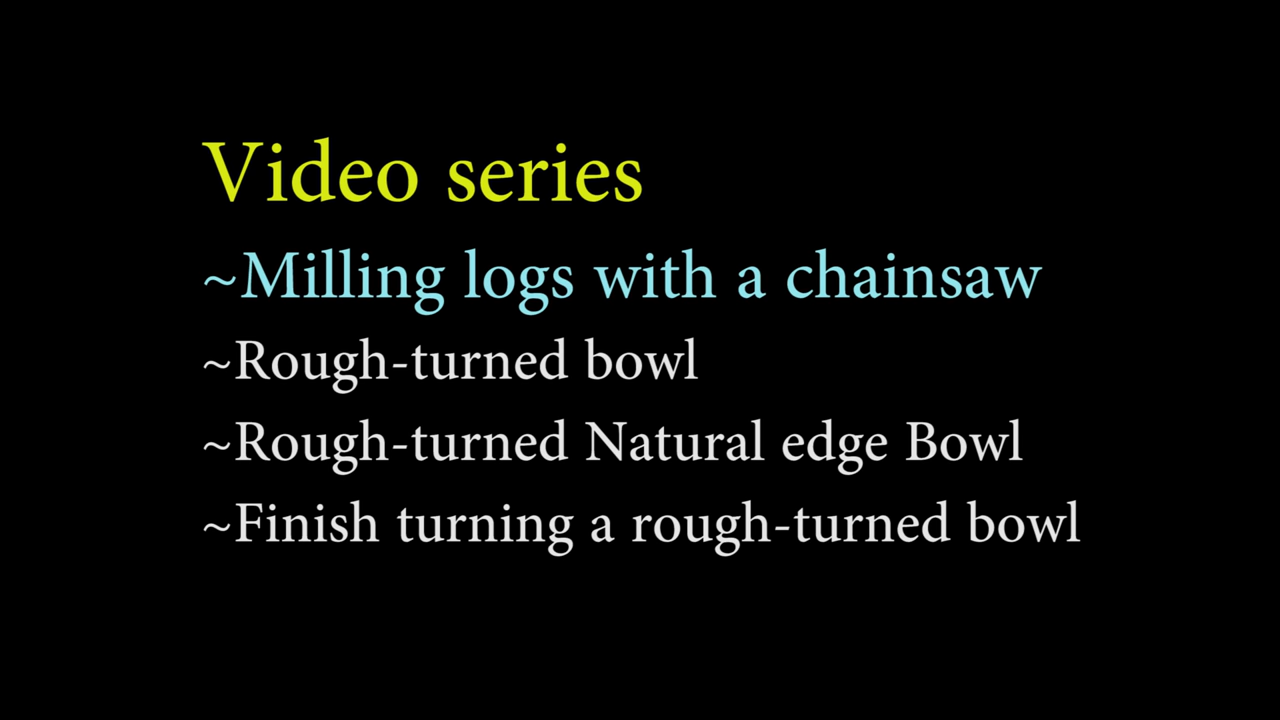 Video series
~Milling logs with a chainsaw
~Rough-turned bowl
~Rough-turned Natural edge Bowl
~Finish turning a rough-turned bowl